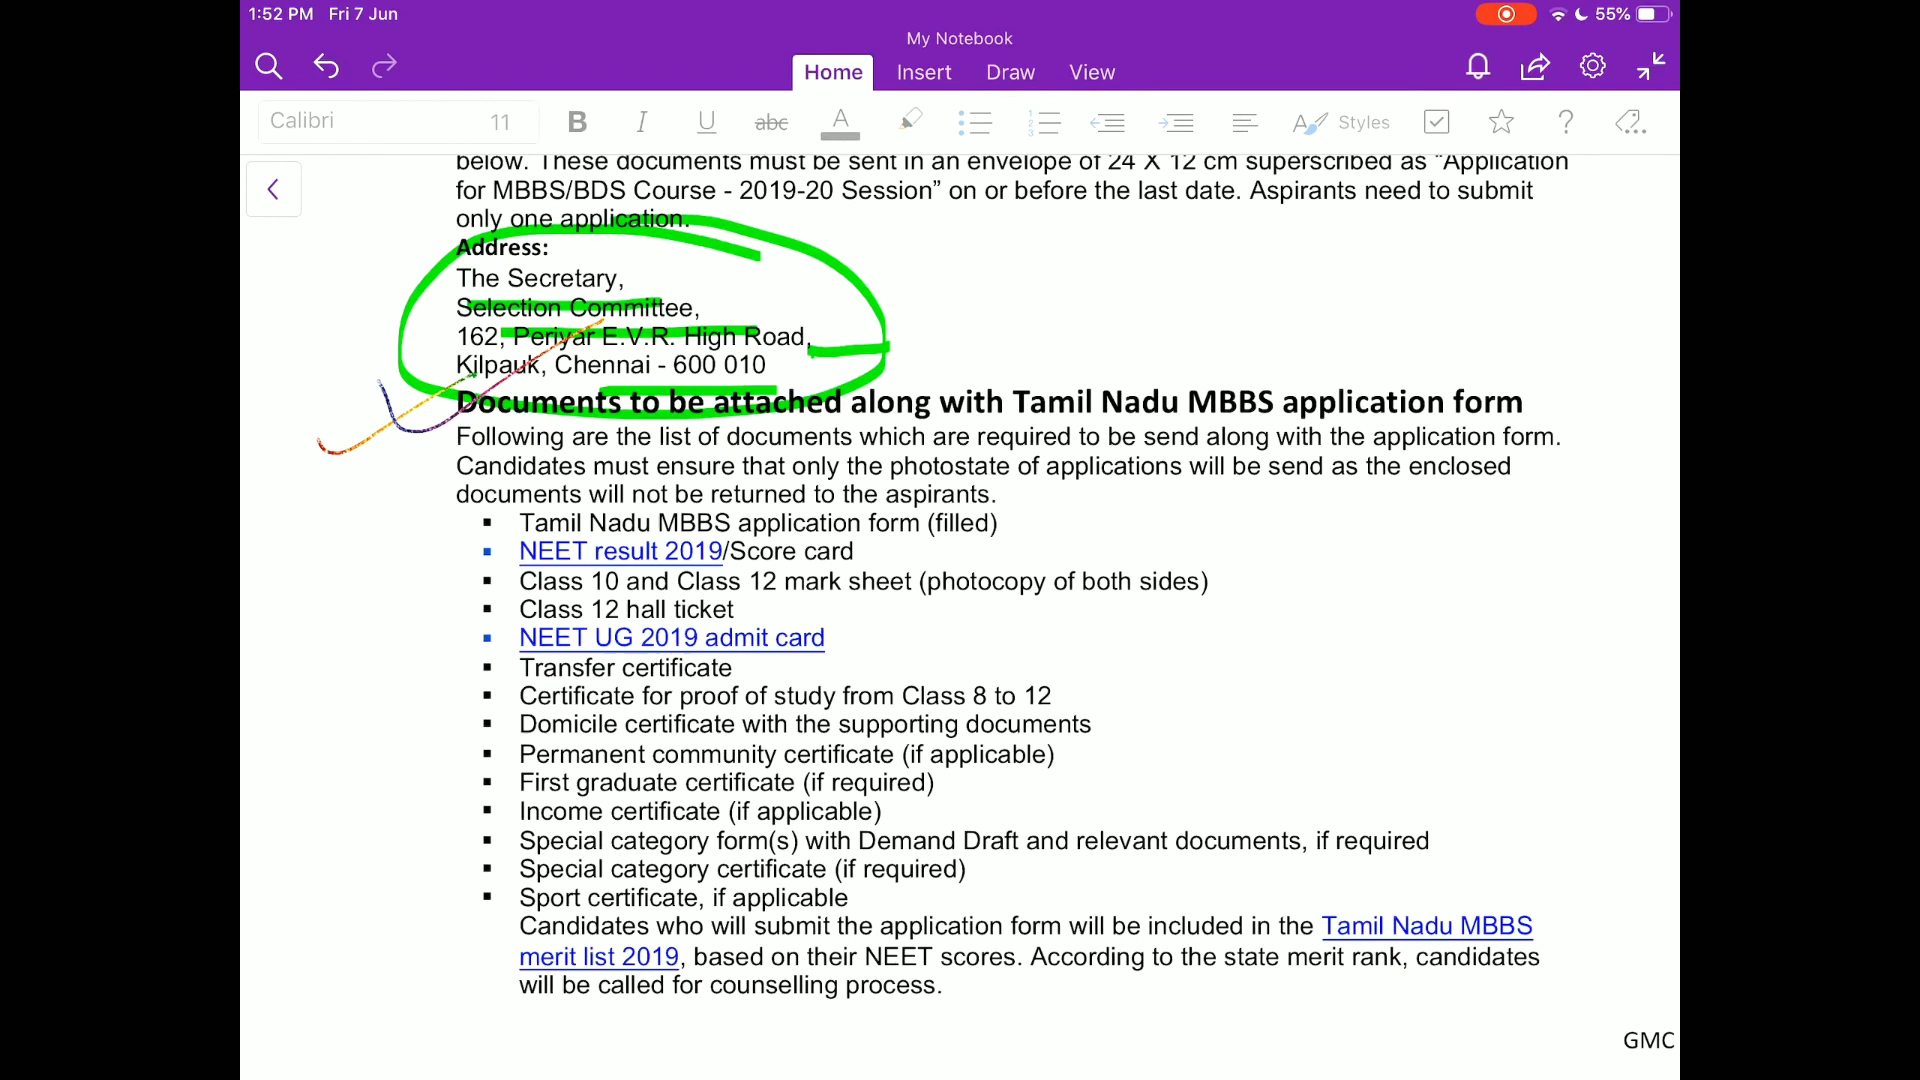 1:52 PM Fri 7 Jun
55%
My Notebook
Home Insert Draw View
Calibri 11 B I U abc A Styles
below. These documents must be sent in an envelope of 24 X 12 cm superscribed as "Application
for MBBS/BDS Course - 2019-20 Session” on or before the last date. Aspirants need to submit
only one application.
Address:
The Secretary,
Selection Committee,
162, Periyar E.V.R. High Road,
Kilpauk, Chennai - 600 010
Documents to be attached along with Tamil Nadu MBBS application form
Following are the list of documents which are required to be send along with the application form.
Candidates must ensure that only the photostate of applications will be send as the enclosed
documents will not be returned to the aspirants.
▪ Tamil Nadu MBBS application form (filled)
▪ NEET result 2019/Score card
▪ Class 10 and Class 12 mark sheet (photocopy of both sides)
▪ Class 12 hall ticket
▪ NEET UG 2019 admit card
▪ Transfer certificate
▪ Certificate for proof of study from Class 8 to 12
▪ Domicile certificate with the supporting documents
▪ Permanent community certificate (if applicable)
▪ First graduate certificate (if required)
▪ Income certificate (if applicable)
▪ Special category form(s) with Demand Draft and relevant documents, if required
▪ Special category certificate (if required)
▪ Sport certificate, if applicable
Candidates who will submit the application form will be included in the Tamil Nadu MBBS
merit list 2019, based on their NEET scores. According to the state merit rank, candidates
will be called for counselling process.
GMC